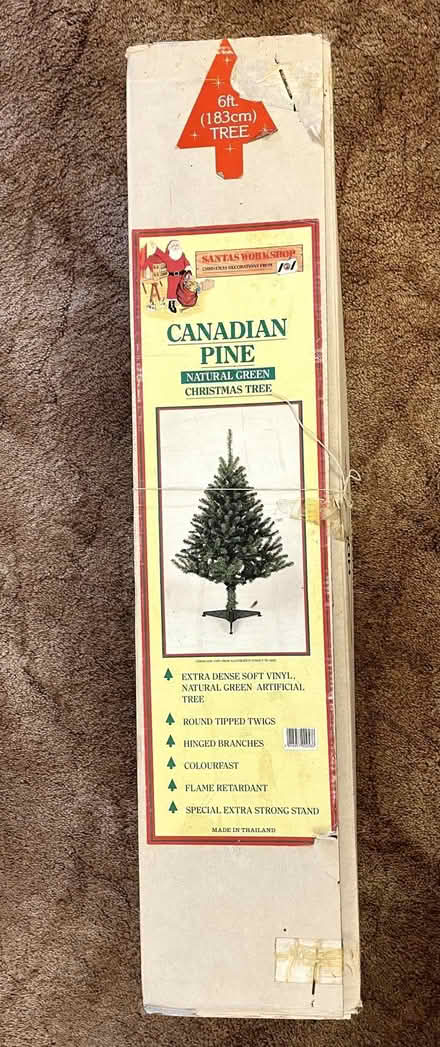 6ft.
(183cm)
TREE
SANTAS WORKSHOP
CHRISTMAS DECORATIONS FROM
CANADIAN
PINE
NATURAL GREEN
CHRISTMAS TREE
EXTRA DENSE SOFT VINYL,
NATURAL GREEN ARTIFICIAL
TREE
ROUND TIPPED TWIGS
HINGED BRANCHES
COLOURFAST
FLAME RETARDANT
SPECIAL EXTRA STRONG STAND
MADE IN THAILAND